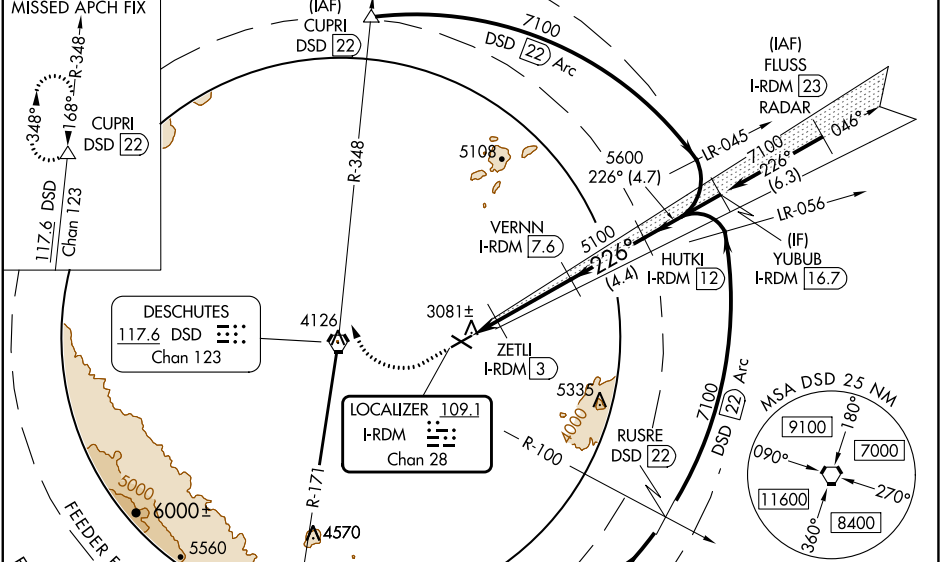 MISSED APCH FIX
R-348
348°
168°
CUPRI
DSD 22
117.6 DSD
Chan 123
(IAF)
CUPRI
DSD 22
7100
DSD 22 Arc
(IAF)
FLUSS
I-RDM 23
RADAR
R-348
5108
5600
226° (4.7)
LR-045
7100
226°
(6.3)
046°
LR-056
VERNN
I-RDM 7.6
5100
226°
(4.4)
HUTKI
I-RDM 12
(IF)
YUBUB
I-RDM 16.7
DESCHUTES
117.6 DSD
Chan 123
4126
3081±
ZETLI
I-RDM 3
LOCALIZER 109.1
I-RDM
Chan 28
5335
4000
R-100
RUSRE
DSD 22
7100
DSD 22 Arc
MSA DSD 25 NM
9100
180°
7000
090°
270°
11600
8400
360°
R-171
5000
6000±
5560
4570
FEEDER